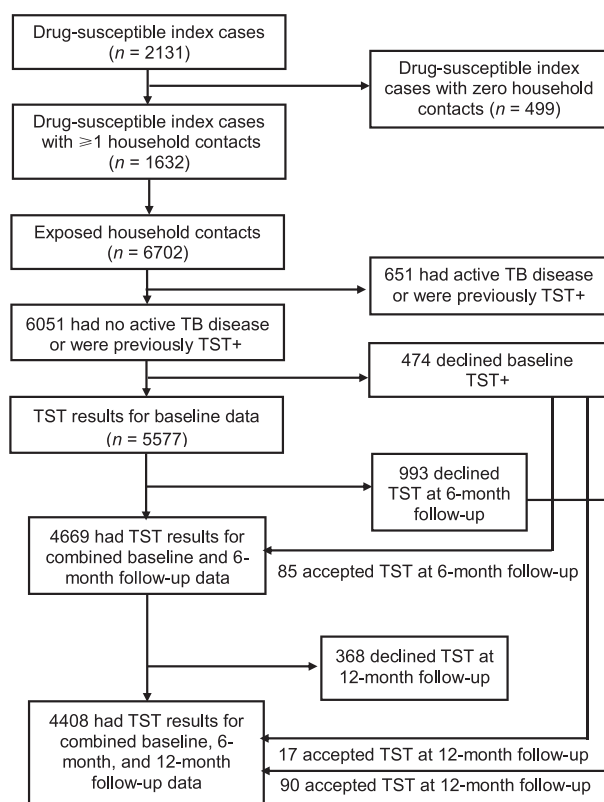 Drug-susceptible index cases
(n = 2131)
Drug-susceptible index
cases with zero household
contacts (n = 499)
Drug-susceptible index cases
with ⩾1 household contacts
(n = 1632)
Exposed household contacts
(n = 6702)
651 had active TB disease
or were previously TST+
6051 had no active TB disease
or were previously TST+
474 declined baseline
TST+
TST results for baseline data
(n = 5577)
993 declined
TST at 6-month
follow-up
4669 had TST results for
combined baseline and 6-
month follow-up data
85 accepted TST at 6-month follow-up
368 declined TST at
12-month follow-up
4408 had TST results for
combined baseline, 6-
month, and 12-month
follow-up data
17 accepted TST at 12-month follow-up
90 accepted TST at 12-month follow-up